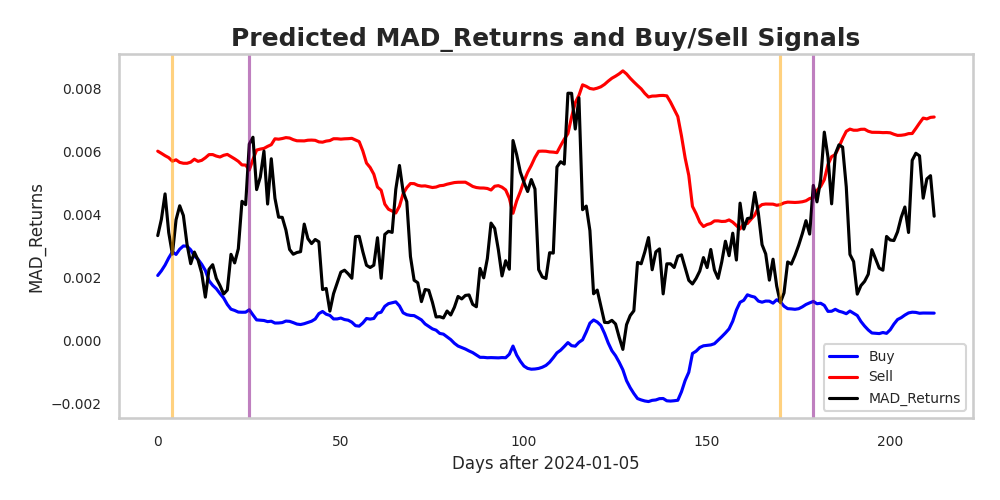 Predicted MAD_Returns and Buy/Sell Signals
MAD_Returns
0.008
0.006
0.004
0.002
0.000
−0.002
0
50
100
150
200
Days after 2024-01-05
Buy
Sell
MAD_Returns